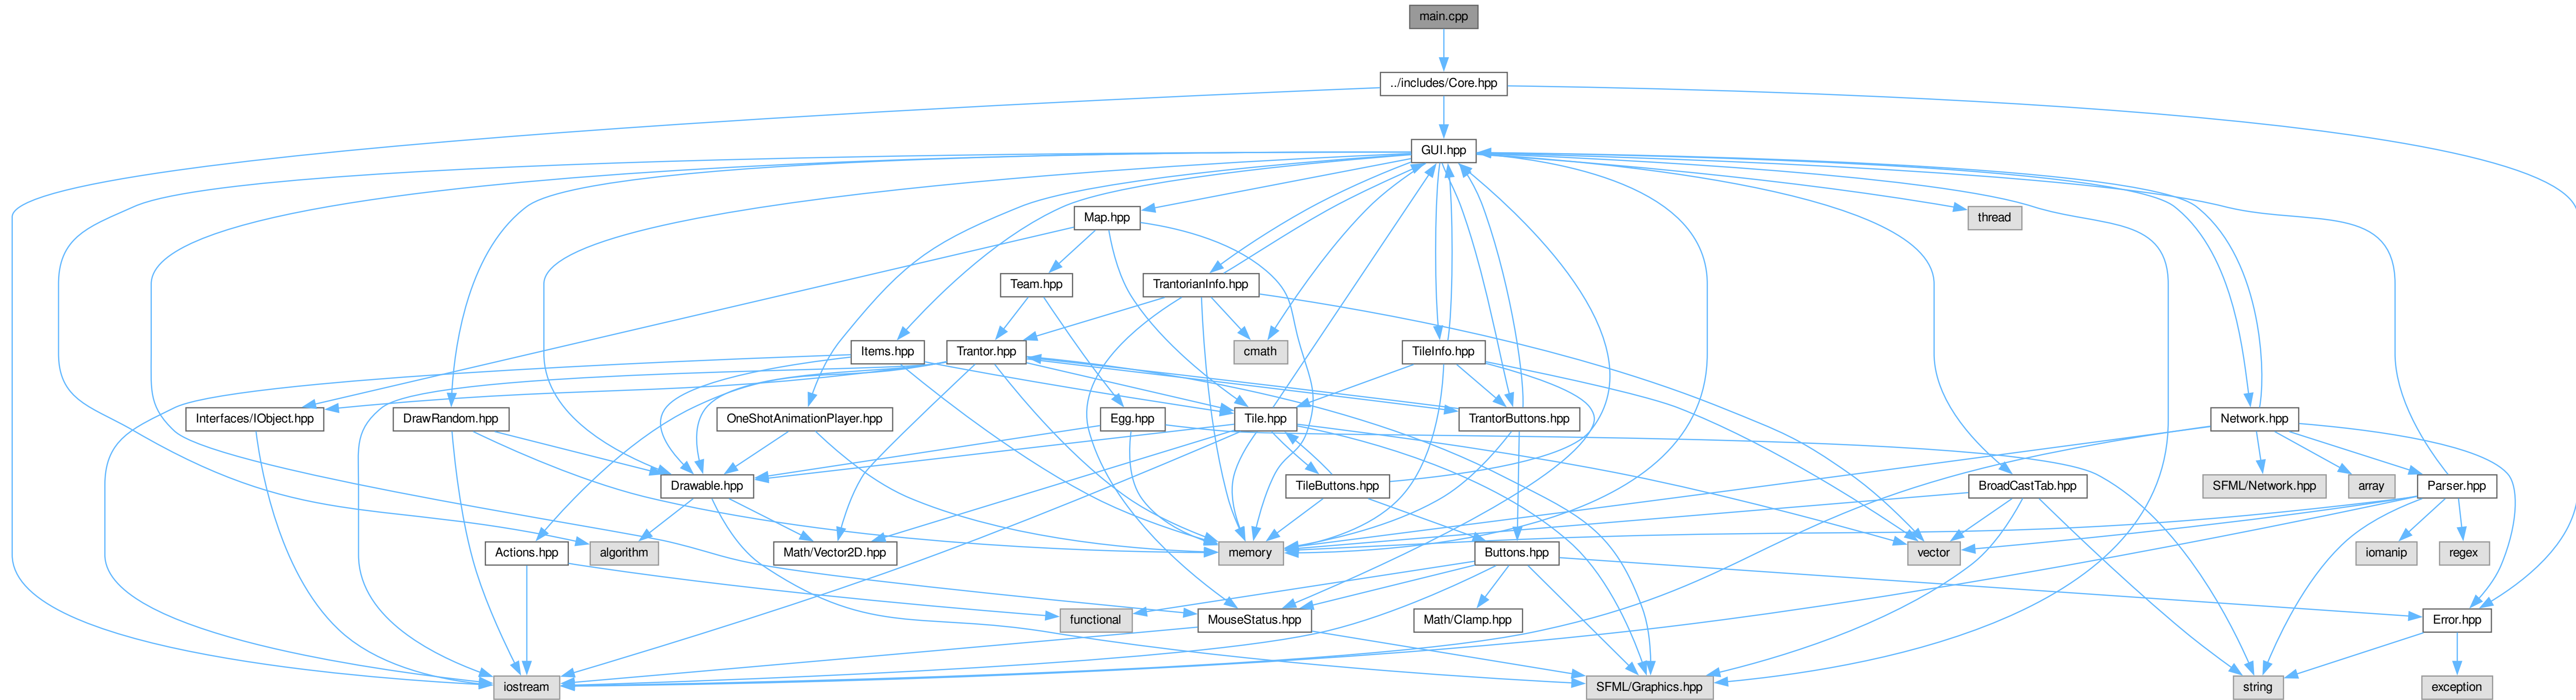 main.cpp
../includes/Core.hpp
GUI.hpp
Map.hpp
thread
Team.hpp
TrantorianInfo.hpp
Items.hpp
Trantor.hpp
cmath
TileInfo.hpp
Interfaces/IObject.hpp
DrawRandom.hpp
OneShotAnimationPlayer.hpp
Egg.hpp
Tile.hpp
TrantorButtons.hpp
Network.hpp
Drawable.hpp
TileButtons.hpp
BroadCastTab.hpp
SFML/Network.hpp
array
Parser.hpp
Actions.hpp
algorithm
Math/Vector2D.hpp
memory
Buttons.hpp
vector
iomanip
regex
functional
MouseStatus.hpp
Math/Clamp.hpp
Error.hpp
iostream
SFML/Graphics.hpp
string
exception